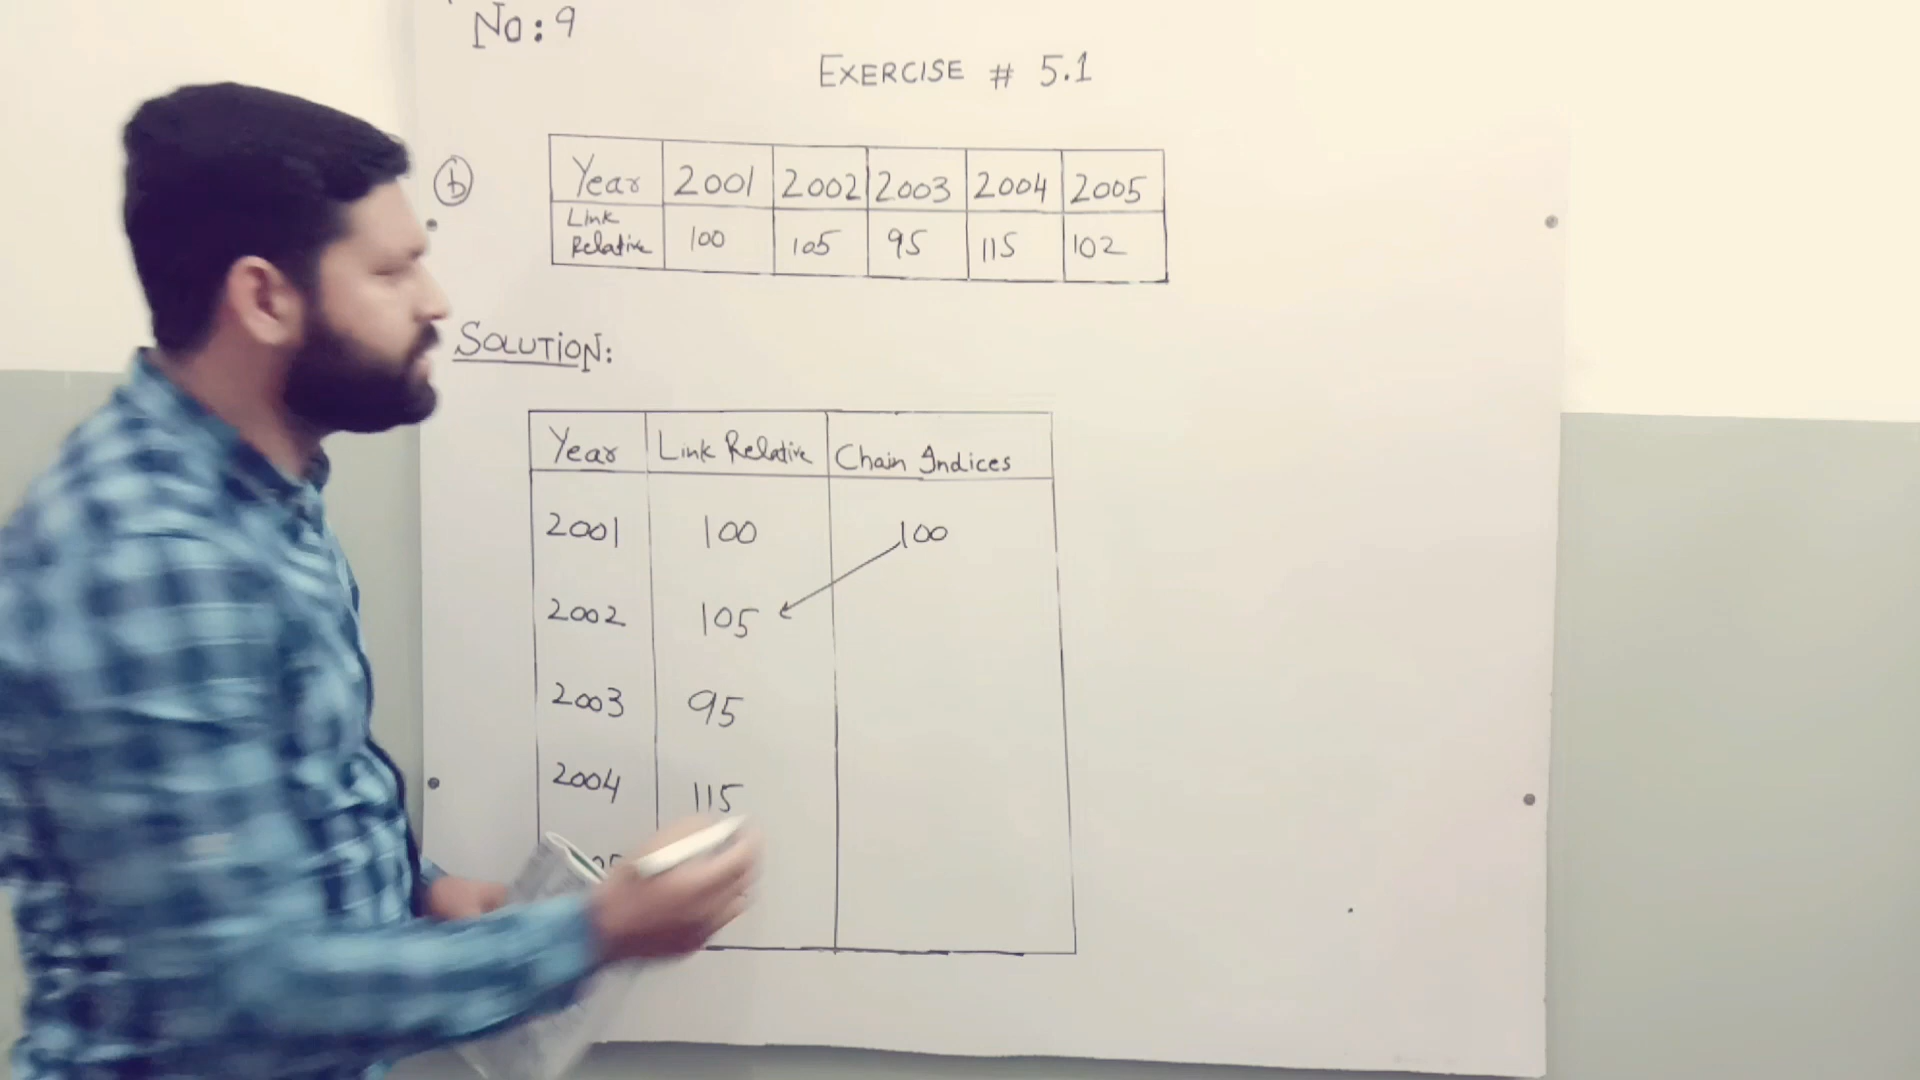 No: 9
EXERCISE # 5.1
b
Year 2001 2002 2003 2004 2005
Link Relative 100 105 95 115 102
SOLUTION:
Year Link Relative Chain Indices
2001 100 100
2002 105
2003 95
2004 115